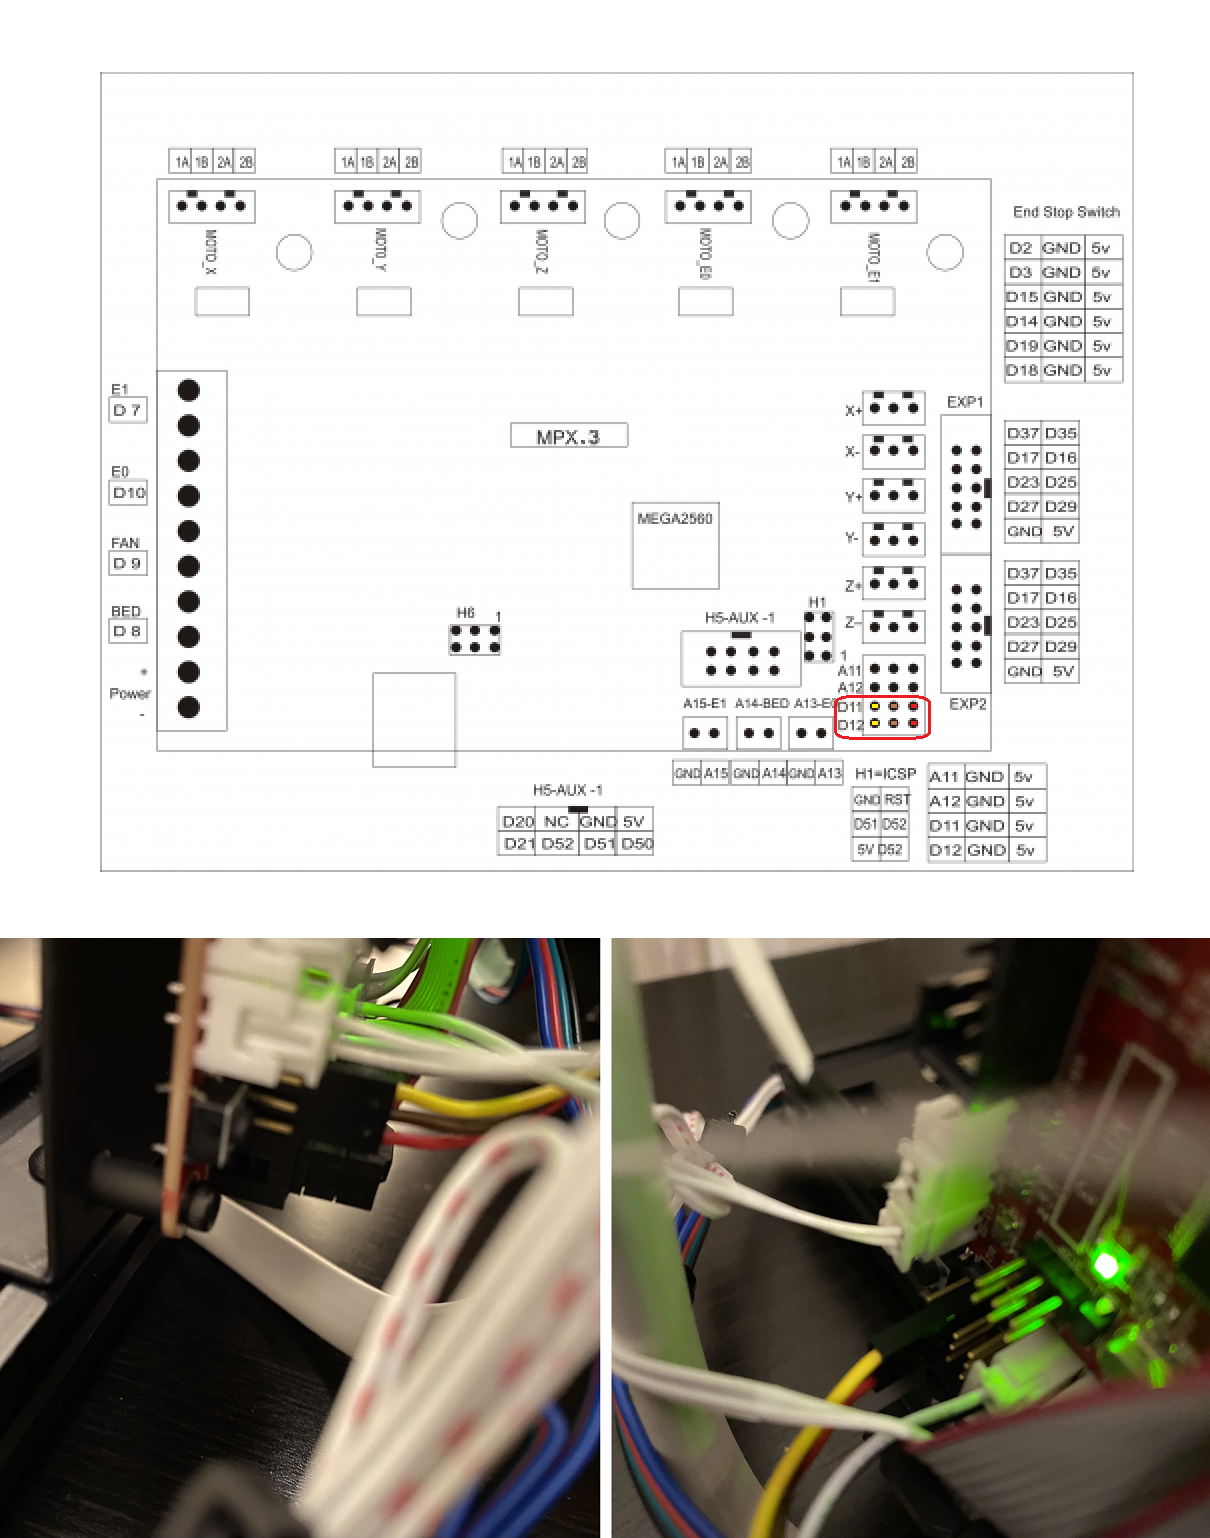 1A 1B 2A 2B 1A 1B 2A 2B 1A 1B 2A 2B 1A 1B 2A 2B 1A 1B 2A 2B
MOTO_X MOTO_Y MOTO_Z MOTO_E0 MOTO_E1
End Stop Switch
D2 GND 5v
D3 GND 5v
D15 GND 5v
D14 GND 5v
D19 GND 5v
D18 GND 5v
E1
D 7
E0
D10
FAN
D 9
BED
D 8
+
Power
-
MPX.3
MEGA2560
X+
X-
Y+
Y-
Z+
Z-
EXP1
D37 D35
D17 D16
D23 D25
D27 D29
GND 5V
D37 D35
D17 D16
D23 D25
D27 D29
GND 5V
EXP2
H6 1
H5-AUX -1
H1
1
A11
A12
D11
D12
A15-E1 A14-BED A13-E0
GND A15 GND A14 GND A13
H5-AUX -1
D20 NC GND 5V
D21 D52 D51 D50
H1=ICSP
GND RST
D51 D52
5V D52
A11 GND 5v
A12 GND 5v
D11 GND 5v
D12 GND 5v